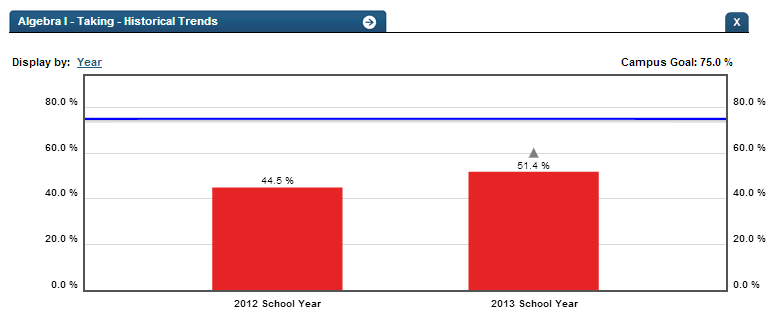 Algebra I - Taking - Historical Trends
X
Display by: Year
Campus Goal: 75.0 %
80.0 % 80.0 %
60.0 % 60.0 %
51.4 %
44.5 %
40.0 % 40.0 %
20.0 % 20.0 %
0.0 % 0.0 %
2012 School Year 2013 School Year